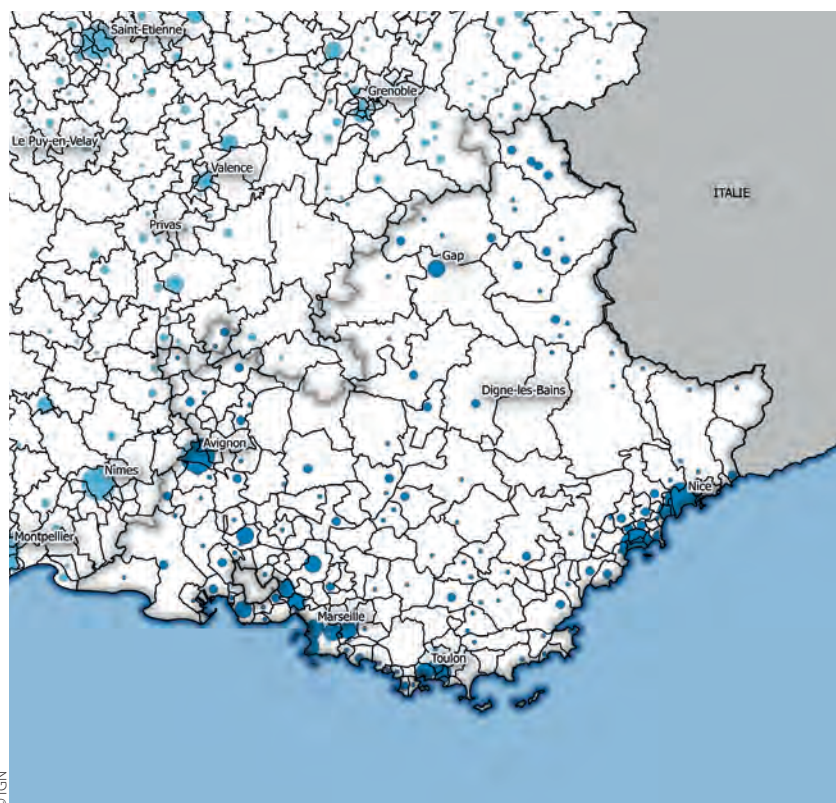 Saint-Etienne
Grenoble
Le Puy-en-Velay
Valence
ITALIE
Privas
Gap
Digne-les-Bains
Avignon
Nîmes
Nice
Montpellier
Marseille
Toulon
IGN